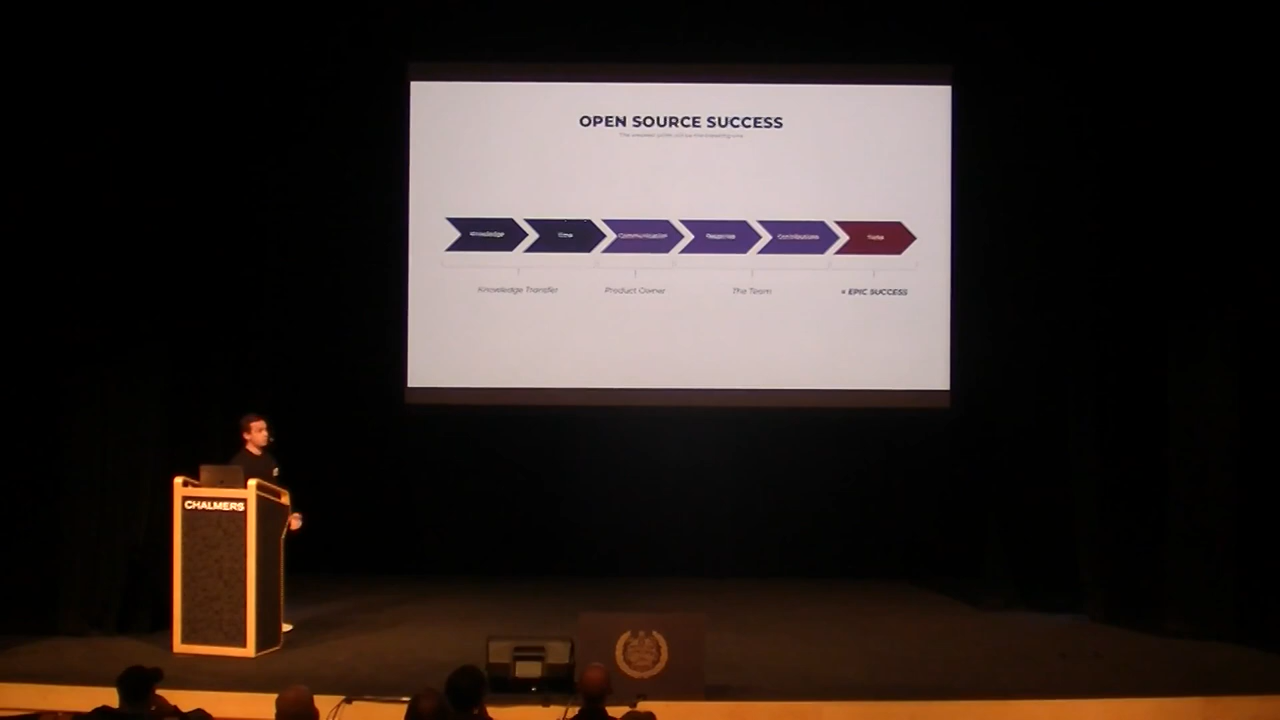 OPEN SOURCE SUCCESS
Knowledge Time Communication Response Contributions
Knowledge Transfer Product Owner The Team = EPIC SUCCESS
CHALMERS